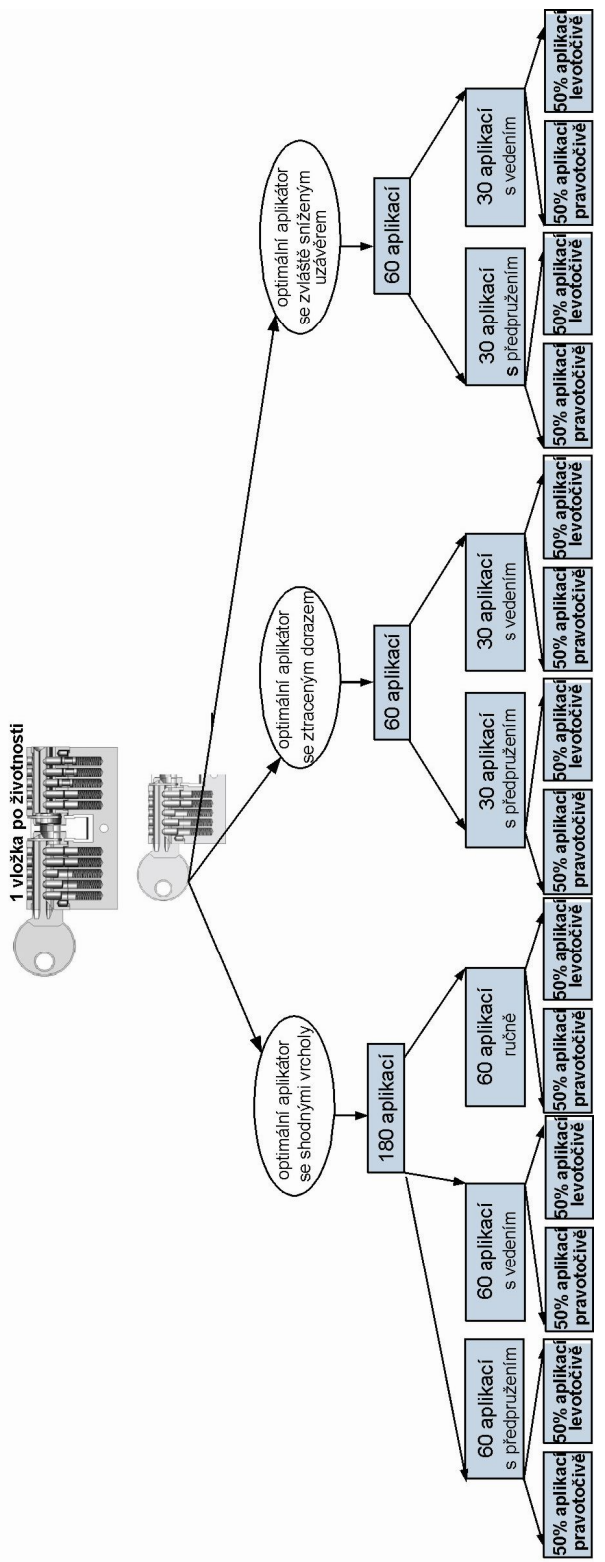 1 vložka po životnosti
optimální aplikátor
se shodnými vrcholy
optimální aplikátor
se ztraceným dorazem
optimální aplikátor
se zvláště sníženým
uzávěrem
180 aplikací
60 aplikací
60 aplikací
60 aplikací
s předpružením
60 aplikací
s vedením
60 aplikací
ručně
30 aplikací
s předpružením
30 aplikací
s vedením
30 aplikací
s předpružením
30 aplikací
s vedením
50% aplikací
pravotočivě
50% aplikací
levotočivě
50% aplikací
pravotočivě
50% aplikací
levotočivě
50% aplikací
pravotočivě
50% aplikací
levotočivě
50% aplikací
pravotočivě
50% aplikací
levotočivě
50% aplikací
pravotočivě
50% aplikací
levotočivě
50% aplikací
pravotočivě
50% aplikací
levotočivě
50% aplikací
pravotočivě
50% aplikací
levotočivě